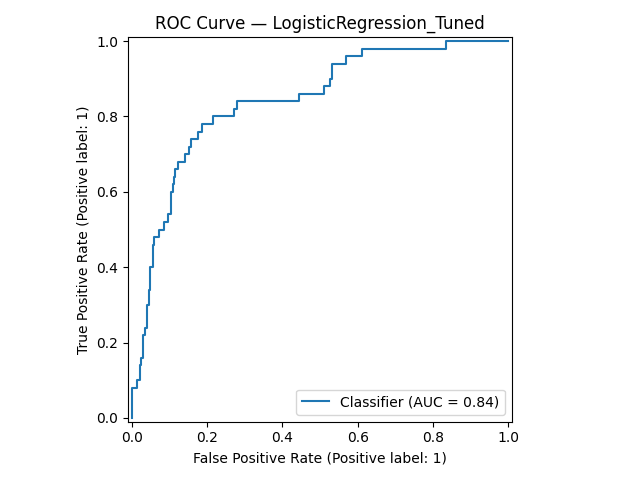 ROC Curve — LogisticRegression_Tuned
1.0
0.8
0.6
0.4
0.2
0.0
True Positive Rate (Positive label: 1)
Classifier (AUC = 0.84)
0.0 0.2 0.4 0.6 0.8 1.0
False Positive Rate (Positive label: 1)